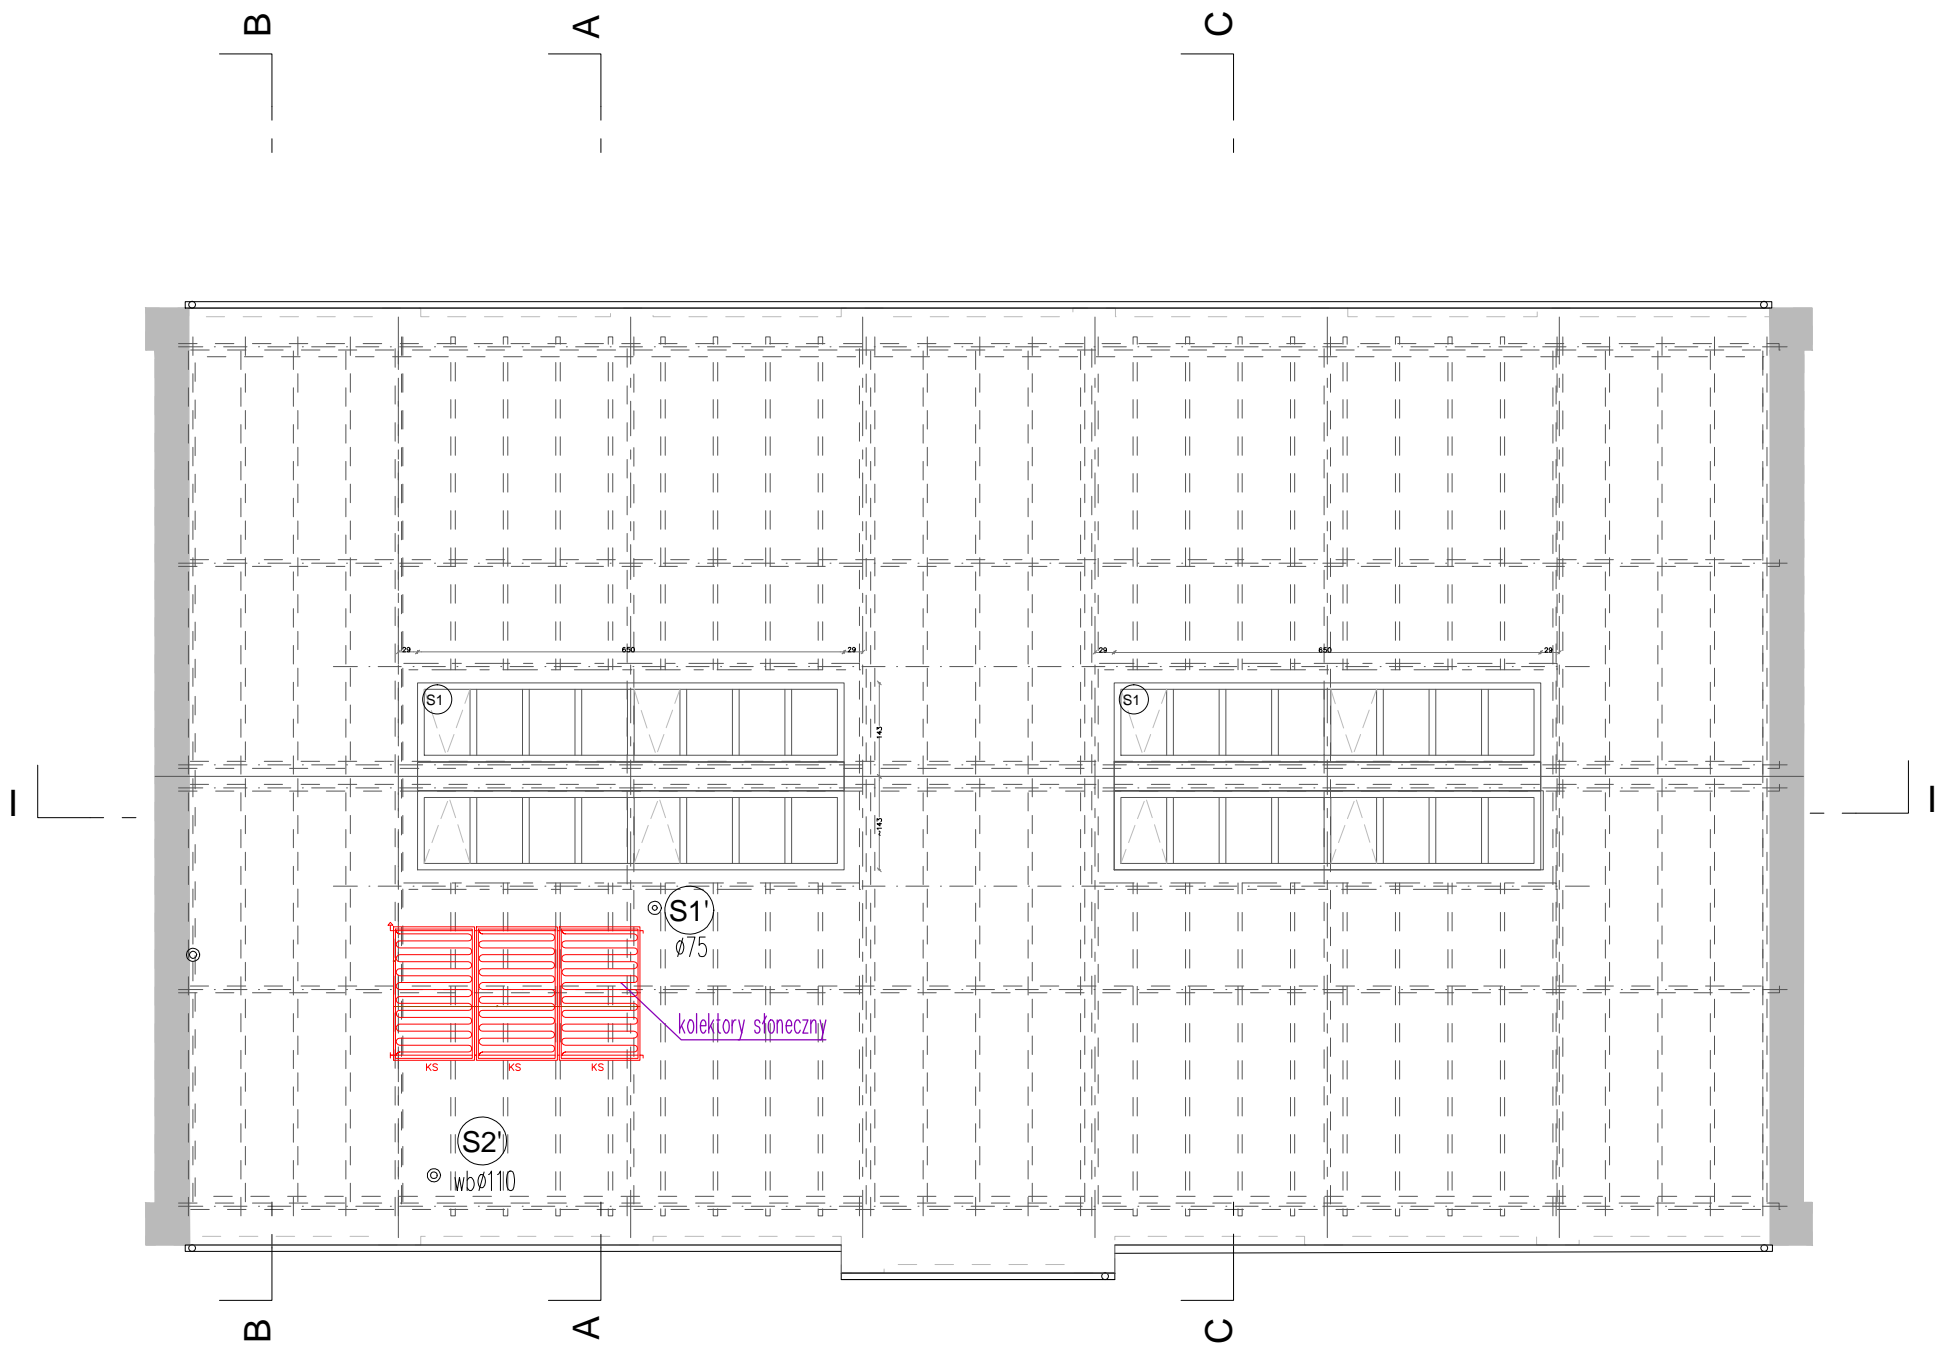 B A C
29 650 29 29 650 29
S1 S1
143
I I
143
S1'
ø75
kolektory słoneczny
KS KS KS
S2'
wbø110
B A C